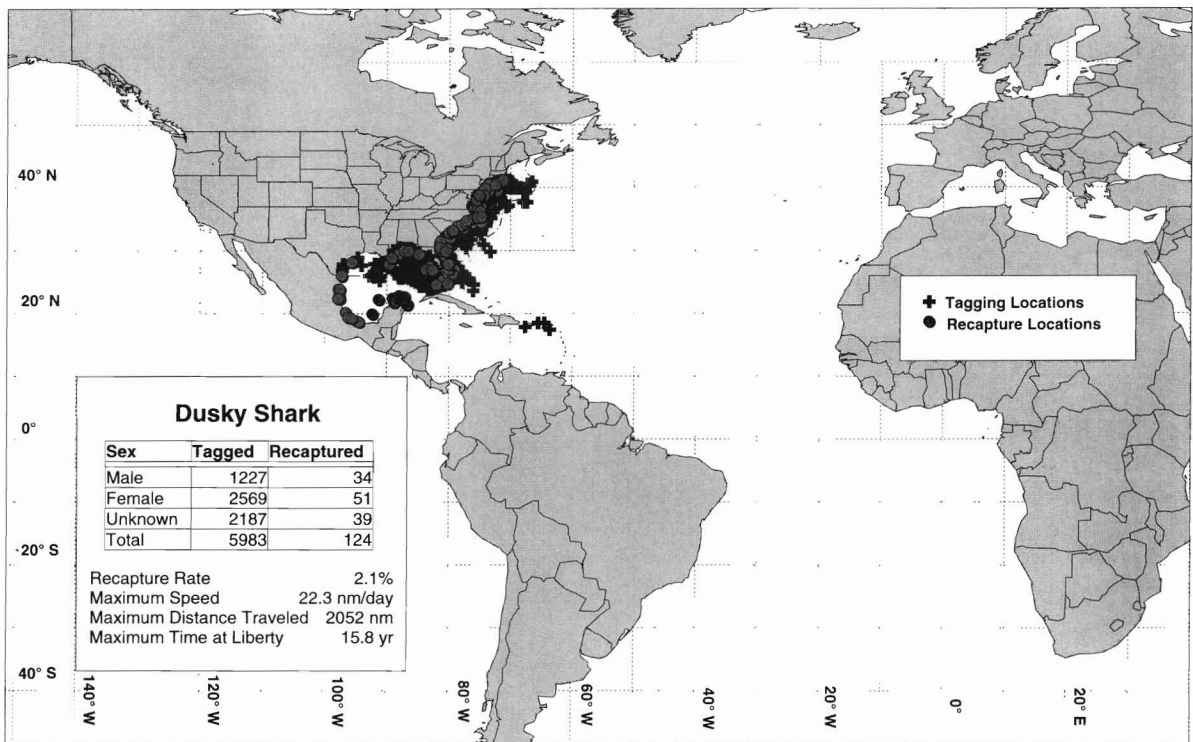 40° N
20° N
0°
20° S
40° S
Tagging Locations
Recapture Locations
Dusky Shark
Sex Tagged Recaptured
Male 1227 34
Female 2569 51
Unknown 2187 39
Total 5983 124
Recapture Rate 2.1%
Maximum Speed 22.3 nm/day
Maximum Distance Traveled 2052 nm
Maximum Time at Liberty 15.8 yr
140° W
120° W
100° W
80° W
60° W
40° W
20° W
0°
20° E